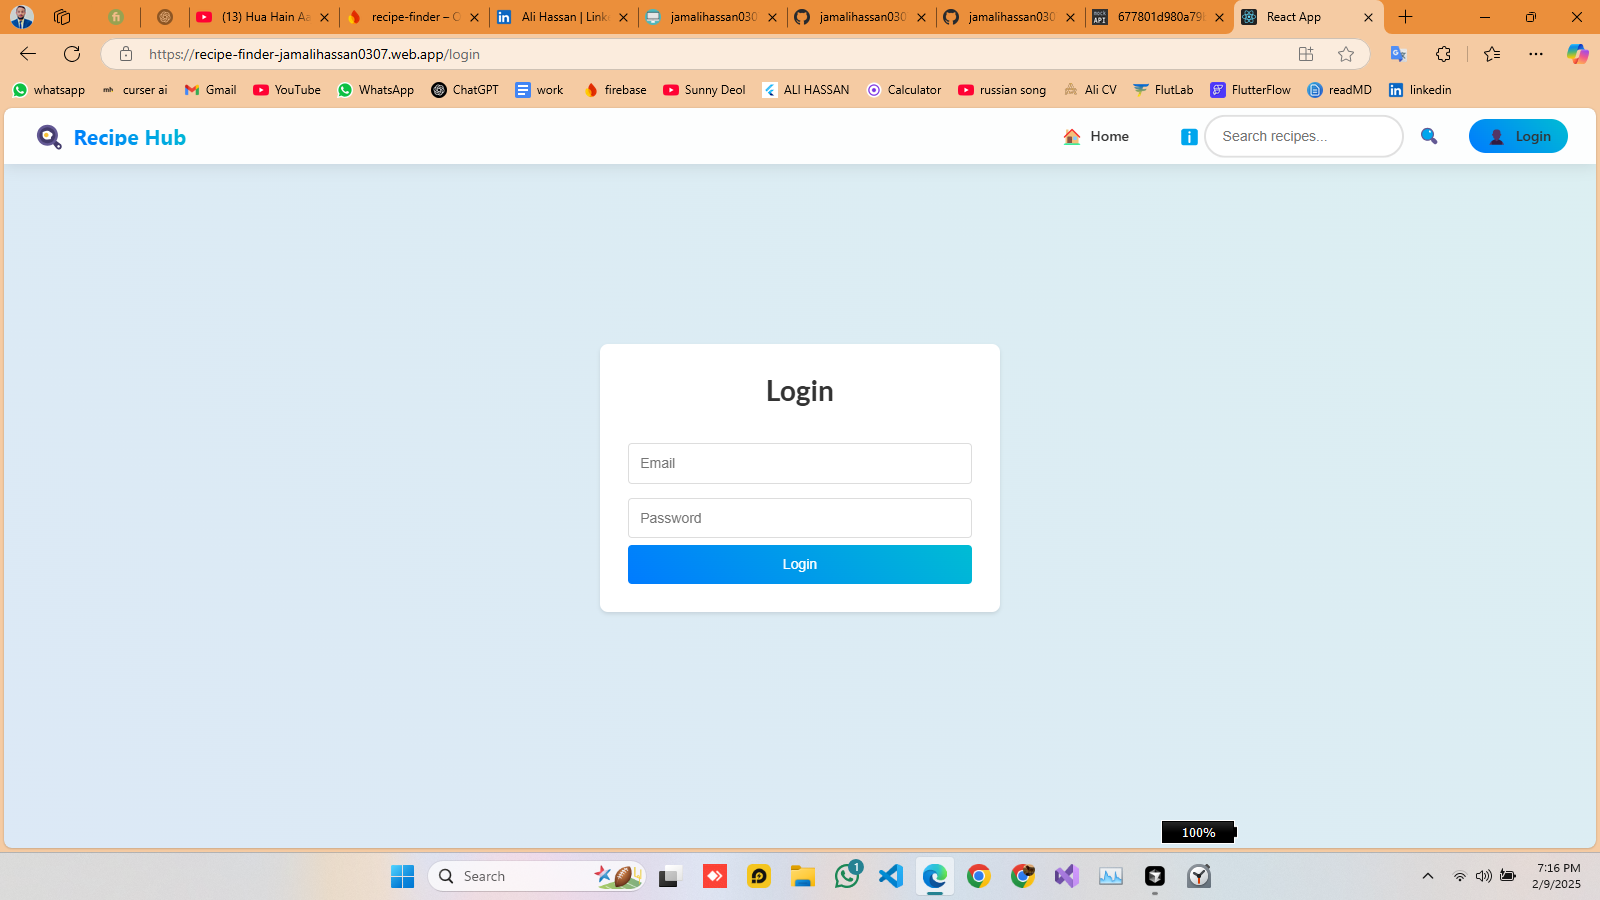 (13) Hua Hain Aa
recipe-finder – C
Ali Hassan | Link
jamalihassan030
jamalihassan030
jamalihassan030
677801d980a79
React App
https://recipe-finder-jamalihassan0307.web.app/login
whatsapp
mh
curser ai
Gmail
YouTube
WhatsApp
ChatGPT
work
firebase
Sunny Deol
ALI HASSAN
Calculator
russian song
Ali CV
FlutLab
FlutterFlow
readMD
linkedin
Recipe Hub
Home
Search recipes...
Login
Login
Email
Password
Login
100%
Search
1
7:16 PM
2/9/2025